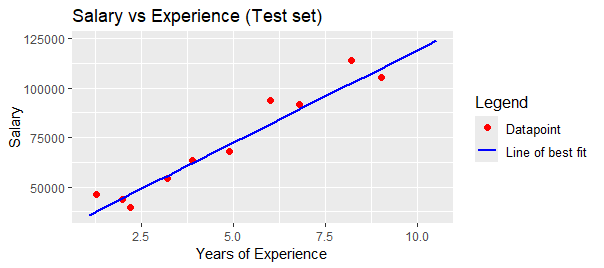 Salary vs Experience (Test set)
125000
100000
75000
50000
Salary
2.5 5.0 7.5 10.0
Years of Experience
Legend
Datapoint
Line of best fit